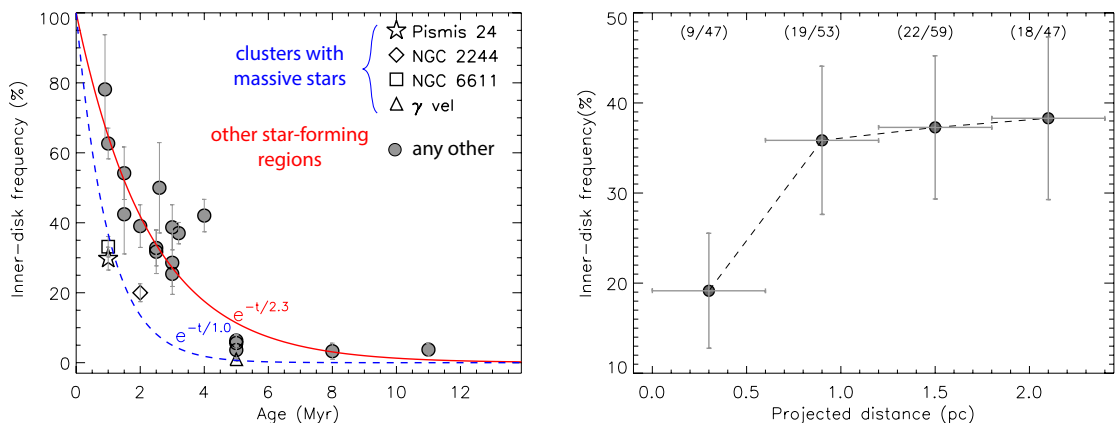 100
80
60
40
20
0
Inner-disk frequency (%)
0 2 4 6 8 10 12
Age (Myr)
clusters with
massive stars
Pismis 24
NGC 2244
NGC 6611
γ vel
other star-forming
regions
any other
e^-t/2.3
e^-t/1.0
50
40
30
20
10
Inner-disk frequency(%)
(9/47) (19/53) (22/59) (18/47)
0.0 0.5 1.0 1.5 2.0
Projected distance (pc)